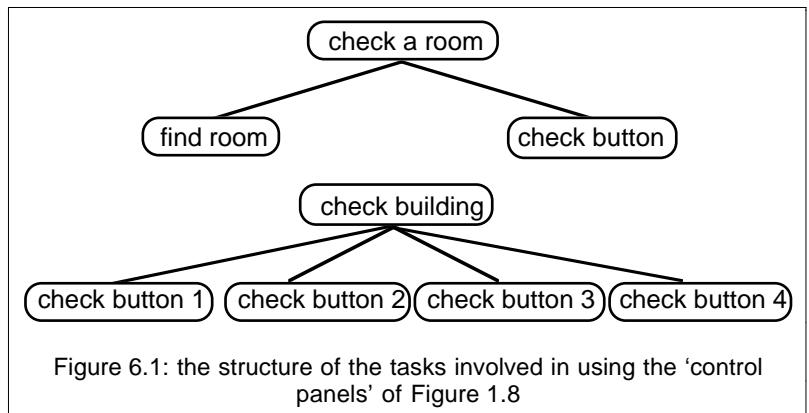 check a room
find room
check button
check building
check button 1
check button 2
check button 3
check button 4
Figure 6.1: the structure of the tasks involved in using the ‘control
panels’ of Figure 1.8